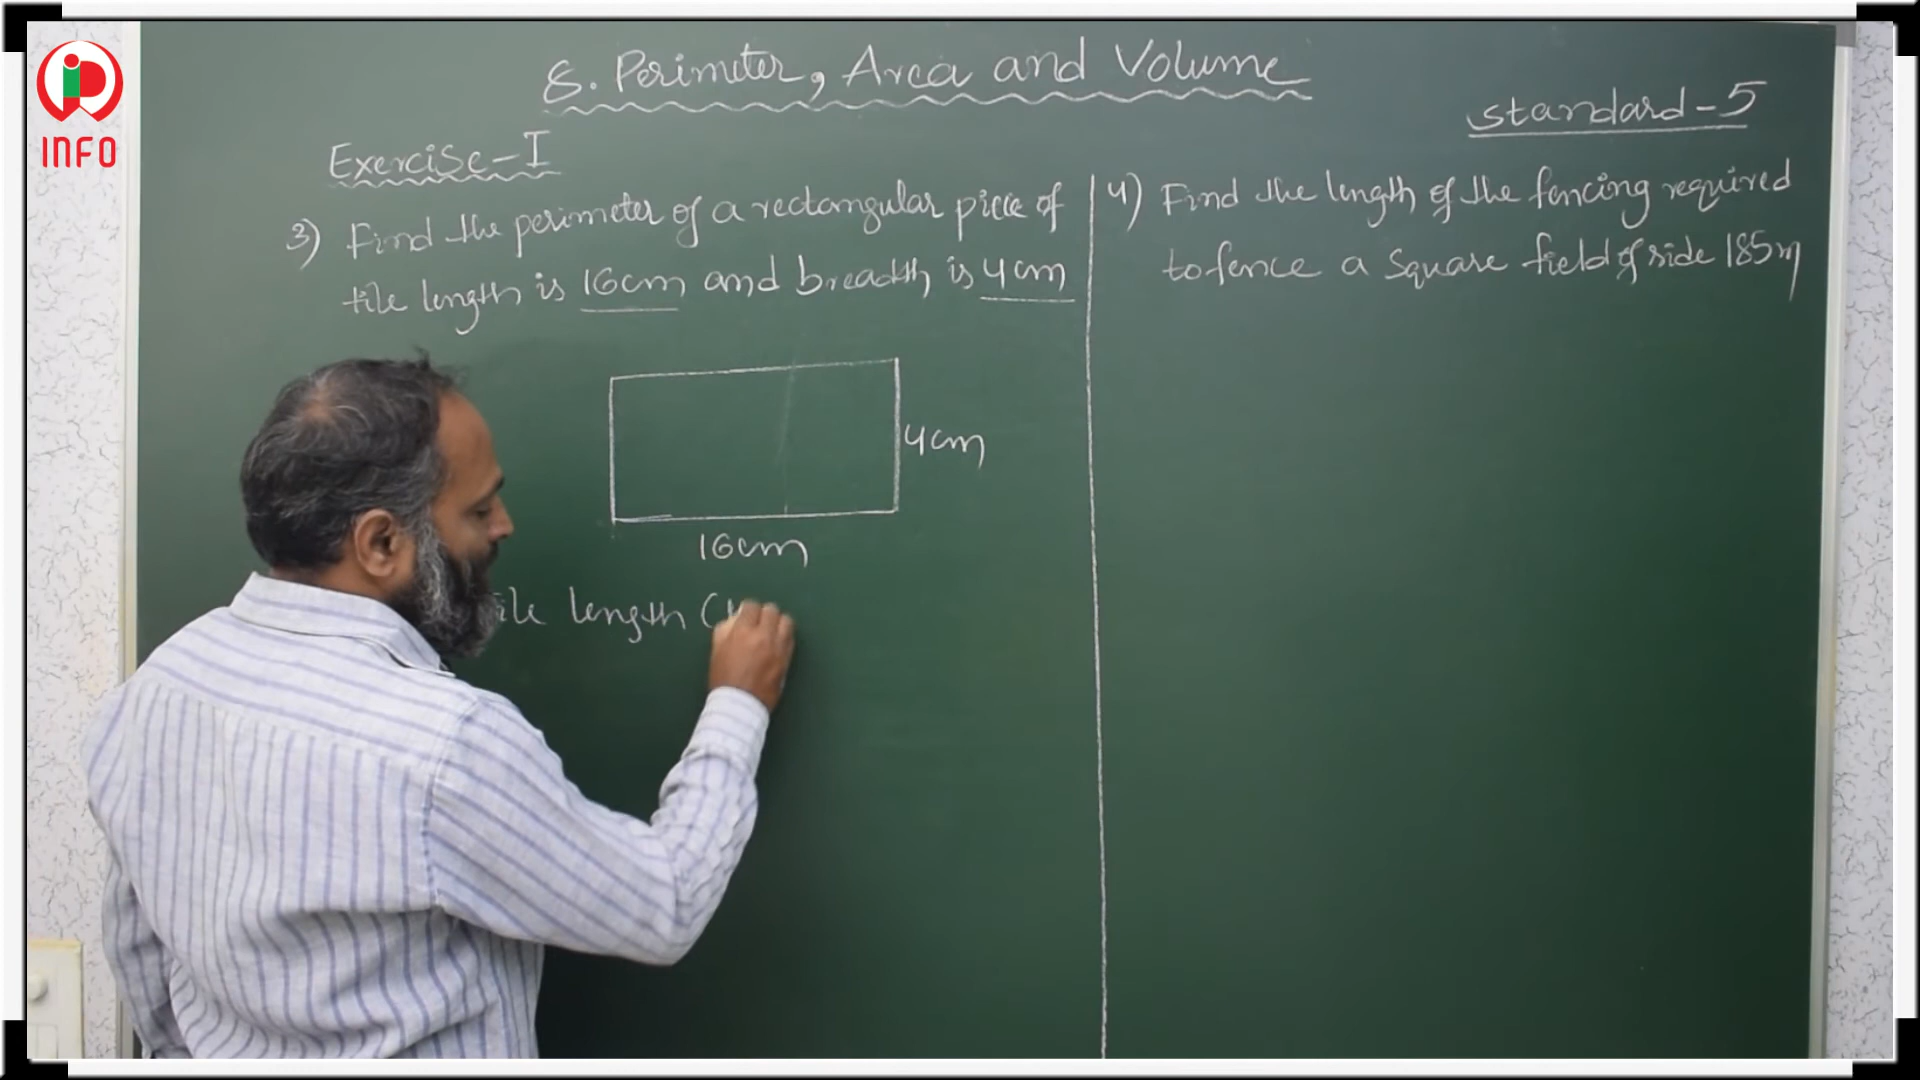 INFO
8. Perimeter, Area and Volume
Standard-5
Exercise-I
3) Find the perimeter of a rectangular piece of
tile length is 16cm and breadth is 4cm
4cm
16cm
length (
4) Find the length of the fencing required
to fence a square field of side 185m